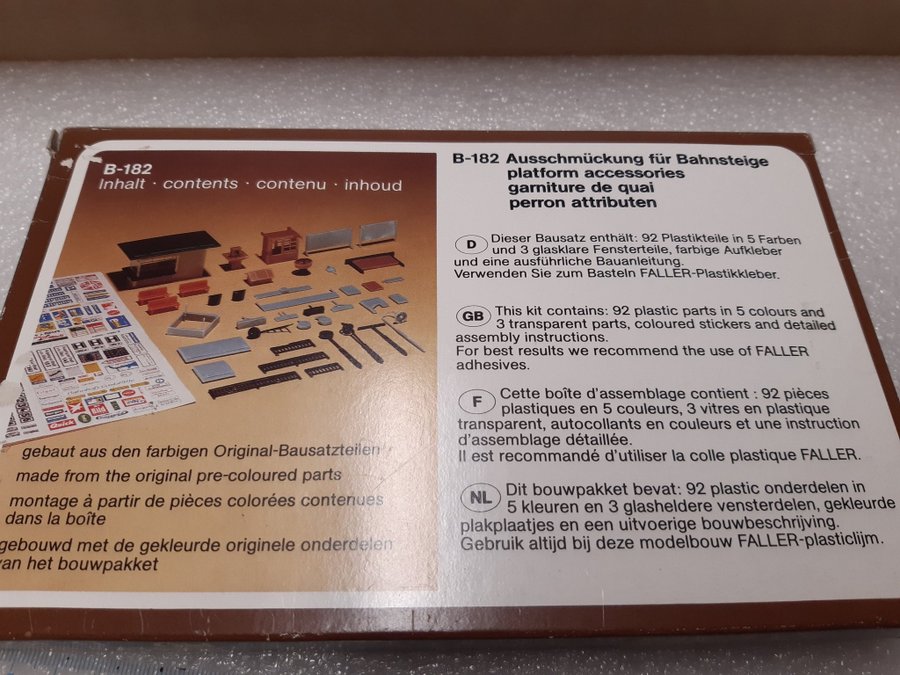 B-182
Inhalt · contents · contenu · inhoud
Quick
Bild
gebaut aus den farbigen Original-Bausatzteilen
made from the original pre-coloured parts
montage à partir de pièces colorées contenues
dans la boîte
gebouwd met de gekleurde originele onderdelen
van het bouwpakket
B-182 Ausschmückung für Bahnsteige
platform accessories
garniture de quai
perron attributen
D Dieser Bausatz enthält: 92 Plastikteile in 5 Farben
und 3 glasklare Fensterteile, farbige Aufkleber
und eine ausführliche Bauanleitung.
Verwenden Sie zum Basteln FALLER-Plastikkleber.
GB This kit contains: 92 plastic parts in 5 colours and
3 transparent parts, coloured stickers and detailed
assembly instructions.
For best results we recommend the use of FALLER
adhesives.
F Cette boîte d'assemblage contient : 92 pièces
plastiques en 5 couleurs, 3 vitres en plastique
transparent, autocollants en couleurs et une instruction
d'assemblage détaillée.
Il est recommandé d'utiliser la colle plastique FALLER.
NL Dit bouwpakket bevat: 92 plastic onderdelen in
5 kleuren en 3 glasheldere vensterdelen, gekleurde
plakplaatjes en een uitvoerige bouwbeschrijving.
Gebruik altijd bij deze modelbouw FALLER-plasticlijm.